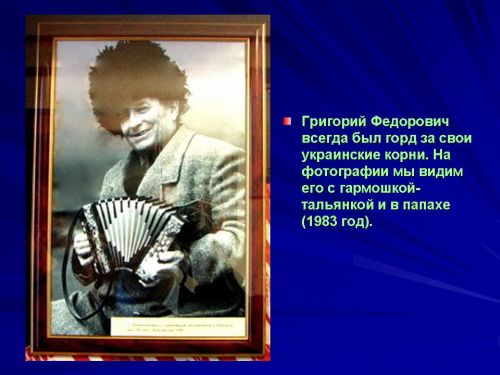 Григорий Федорович
всегда был горд за свои
украинские корни. На
фотографии мы видим
его с гармошкой-
тальянкой и в папахе
(1983 год).